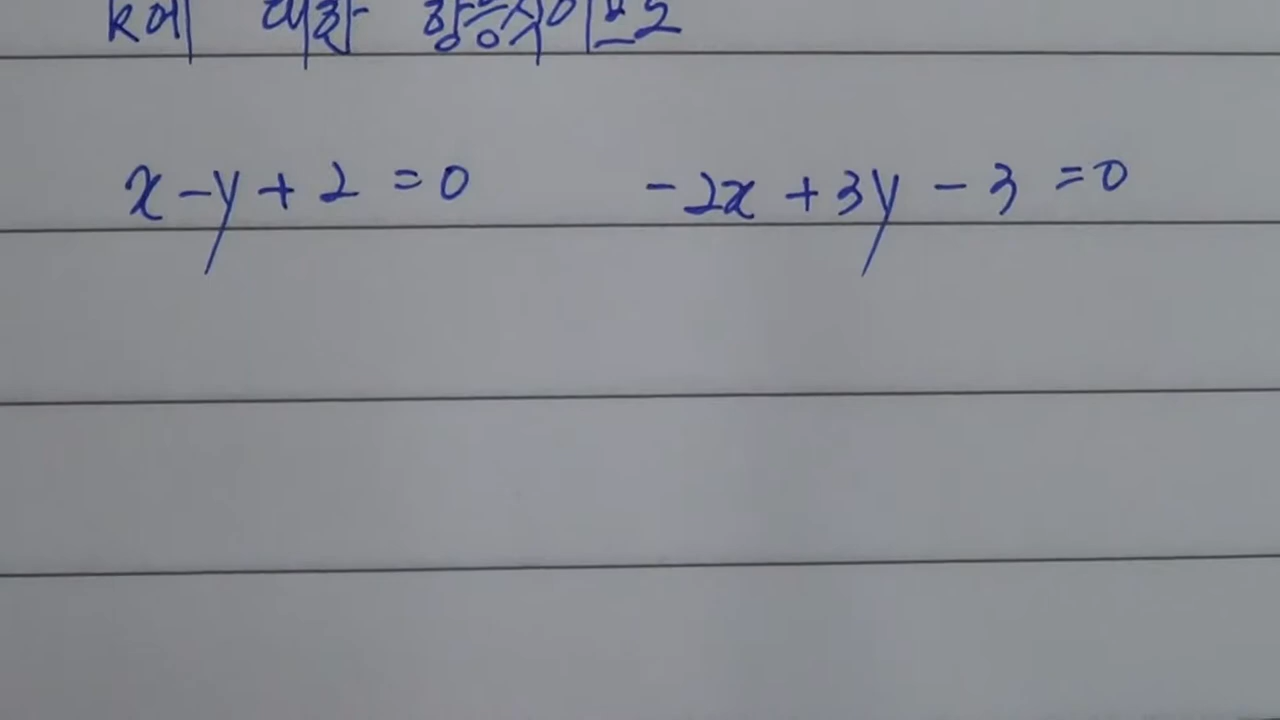 k에 대한 항등식이므로
x - y + 2 = 0 -2x + 3y - 3 = 0